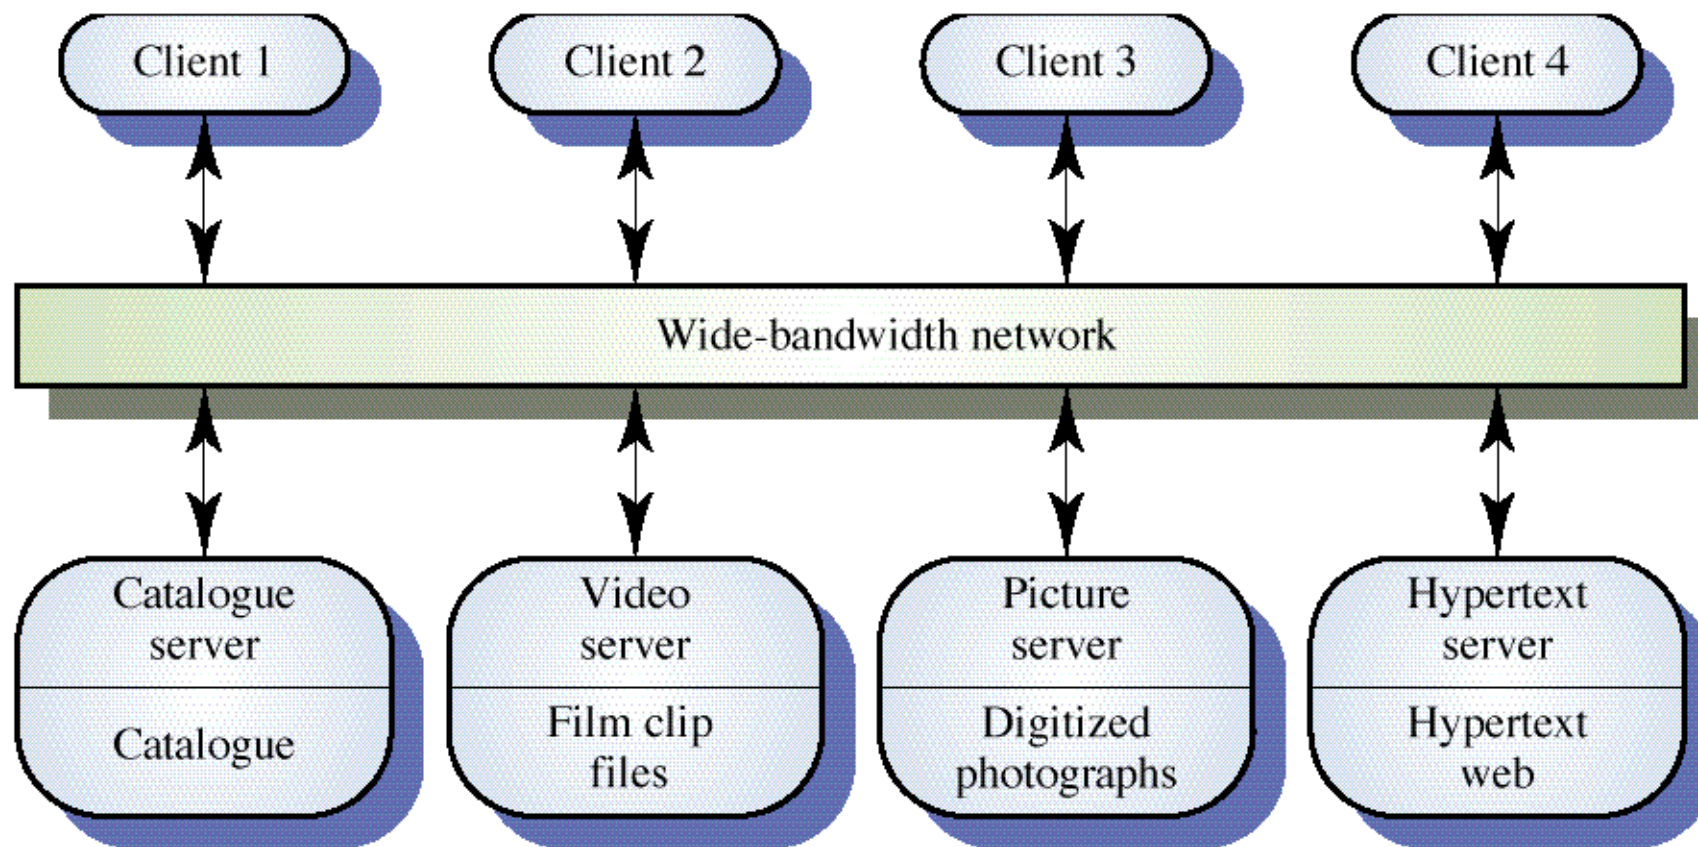 Client 1
Client 2
Client 3
Client 4
Wide-bandwidth network
Catalogue
server
Catalogue
Video
server
Film clip
files
Picture
server
Digitized
photographs
Hypertext
server
Hypertext
web